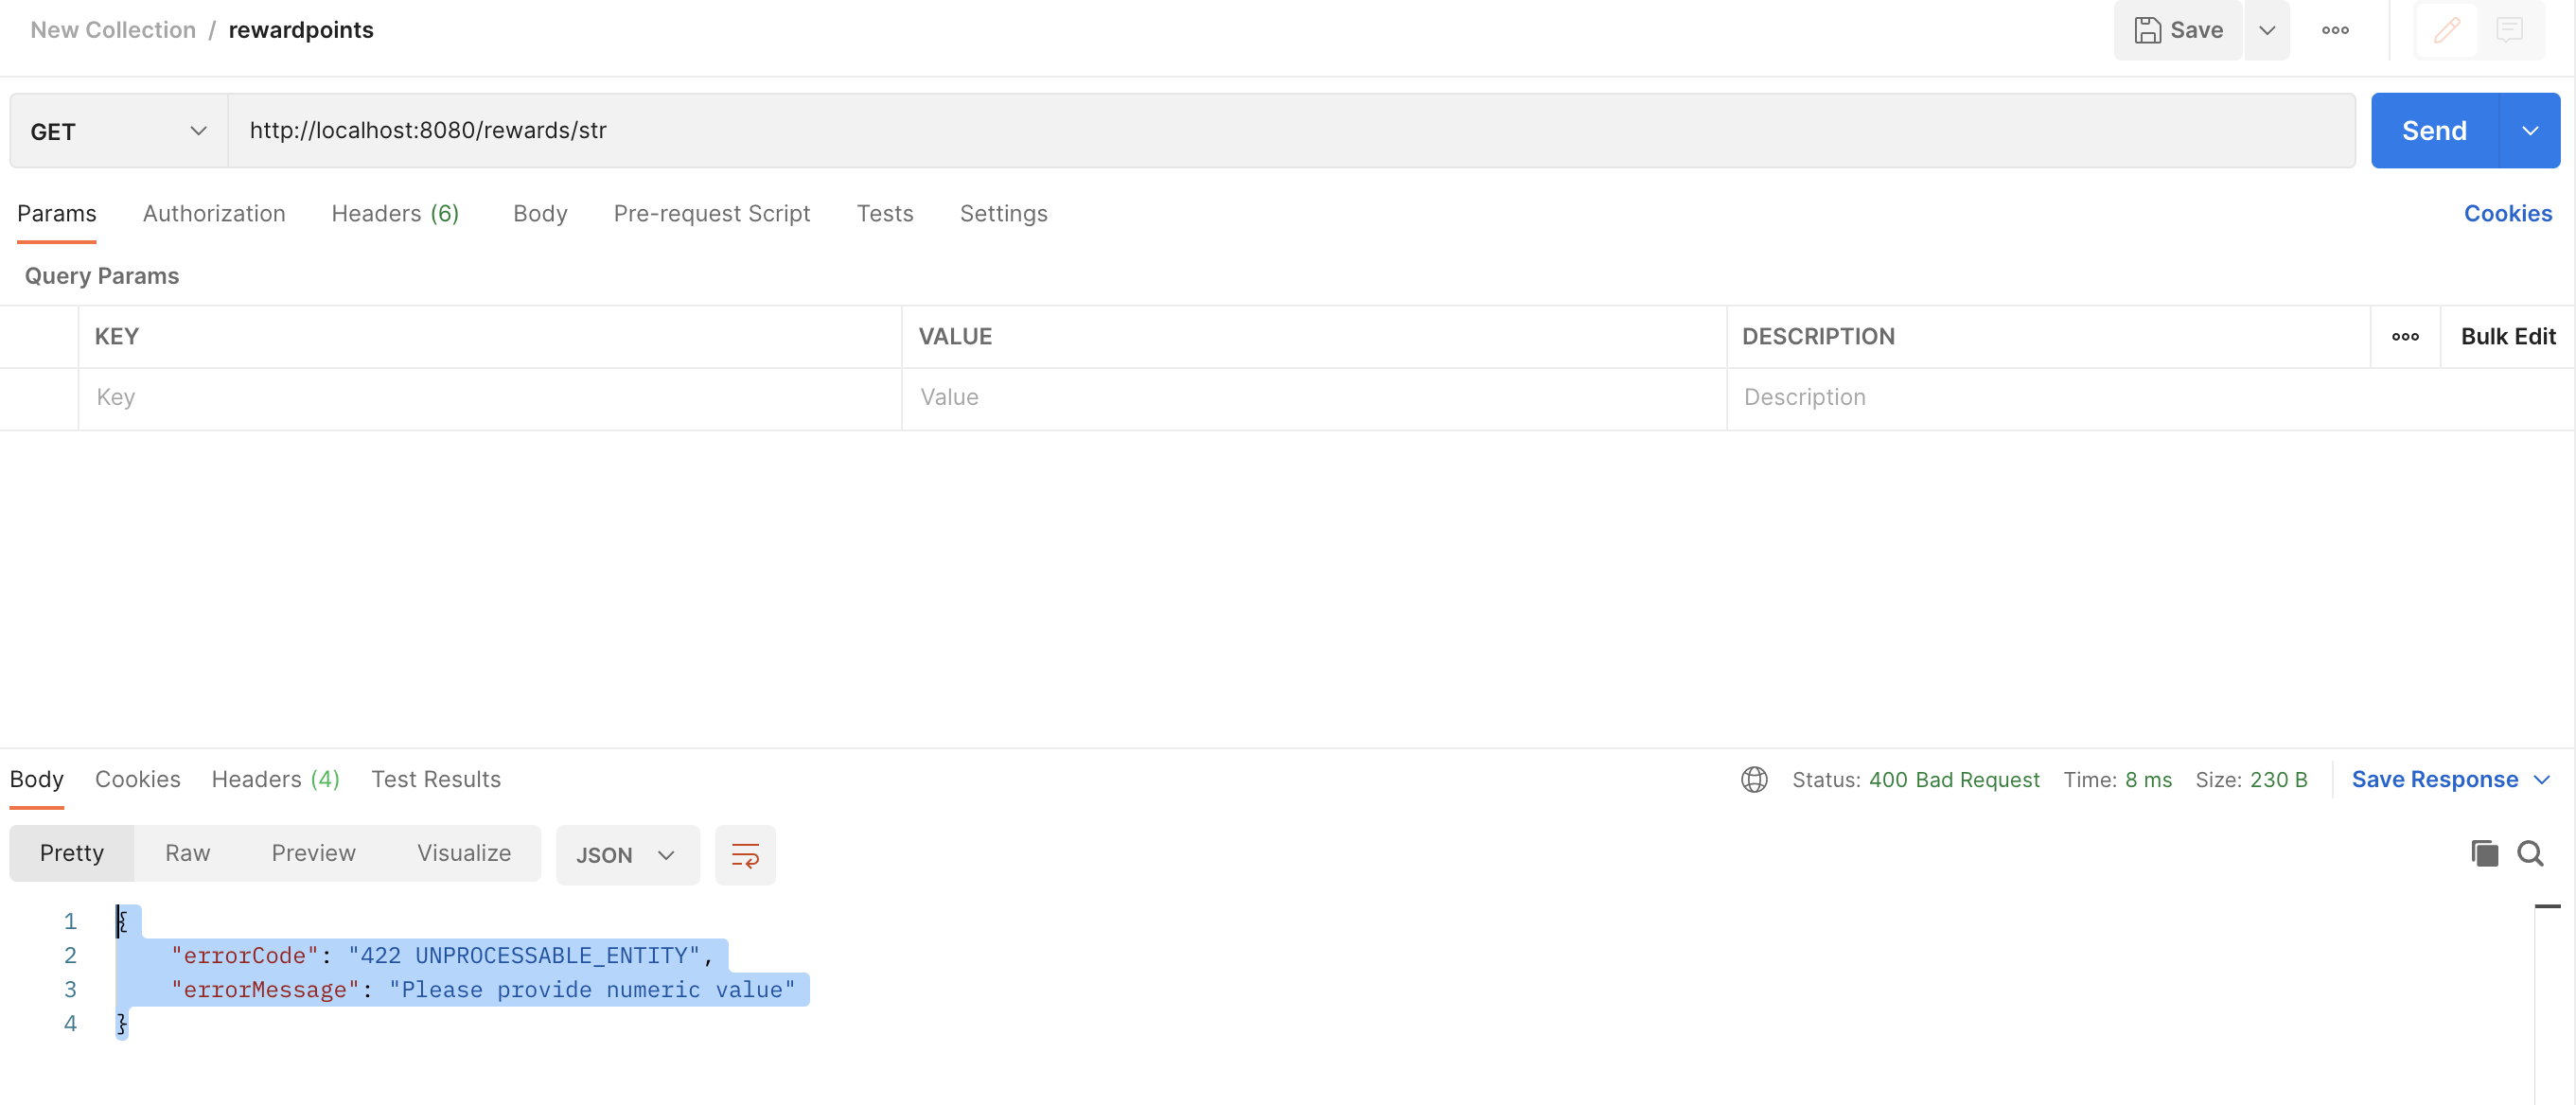 New Collection / rewardpoints Save
GET http://localhost:8080/rewards/str Send
Params Authorization Headers (6) Body Pre-request Script Tests Settings Cookies
Query Params
KEY VALUE DESCRIPTION Bulk Edit
Key Value Description
Body Cookies Headers (4) Test Results Status: 400 Bad Request Time: 8 ms Size: 230 B Save Response
Pretty Raw Preview Visualize JSON
1 {
2 "errorCode": "422 UNPROCESSABLE_ENTITY",
3 "errorMessage": "Please provide numeric value"
4 }